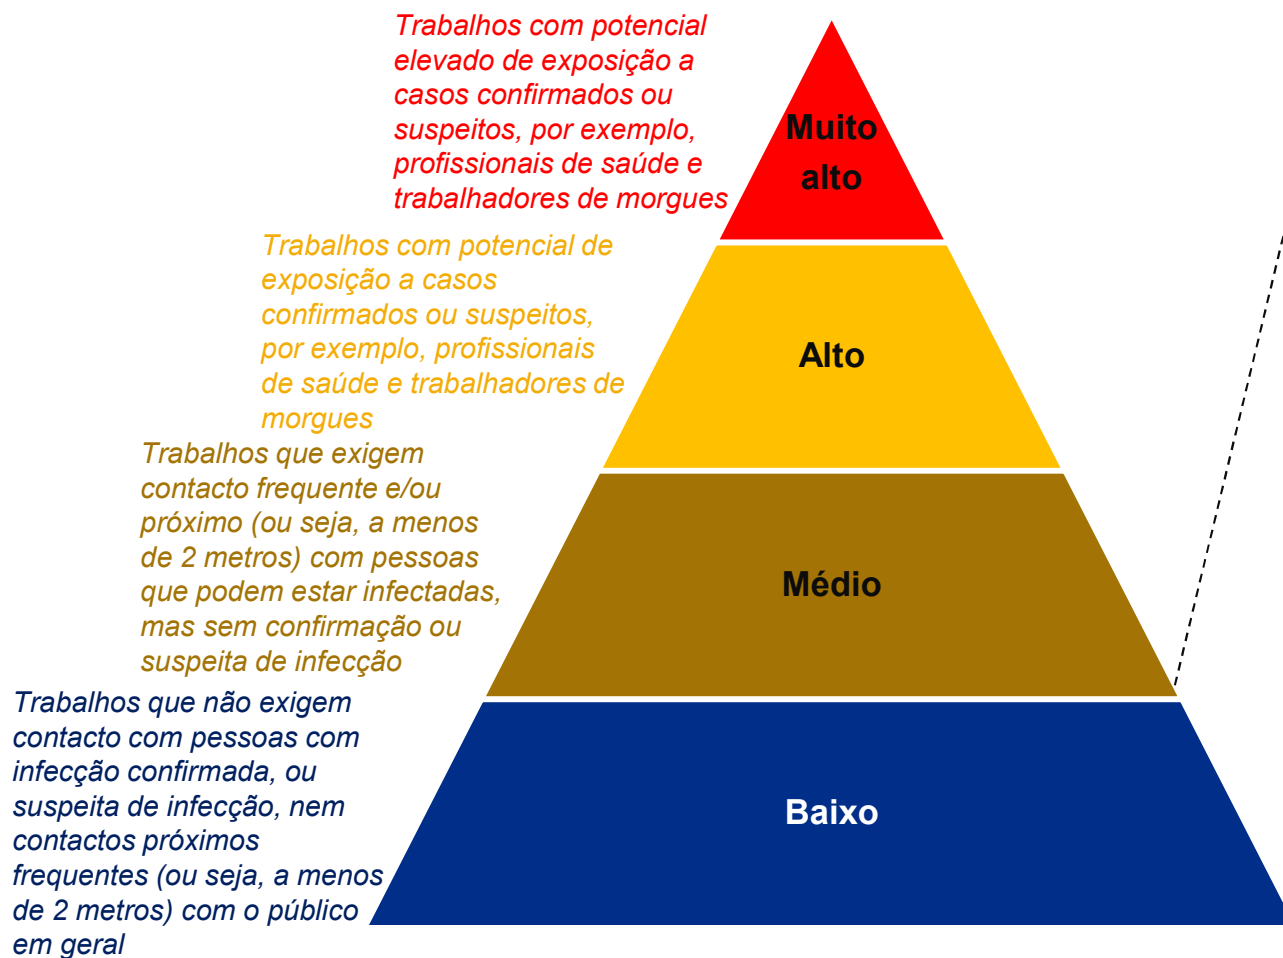 Trabalhos com potencial
elevado de exposição a
casos confirmados ou
suspeitos, por exemplo,
profissionais de saúde e
trabalhadores de morgues
Muito
alto
Trabalhos com potencial de
exposição a casos
confirmados ou suspeitos,
por exemplo, profissionais
de saúde e trabalhadores de
morgues
Alto
Trabalhos que exigem
contacto frequente e/ou
próximo (ou seja, a menos
de 2 metros) com pessoas
que podem estar infectadas,
mas sem confirmação ou
suspeita de infecção
Médio
Trabalhos que não exigem
contacto com pessoas com
infecção confirmada, ou
suspeita de infecção, nem
contactos próximos
frequentes (ou seja, a menos
de 2 metros) com o público
em geral
Baixo